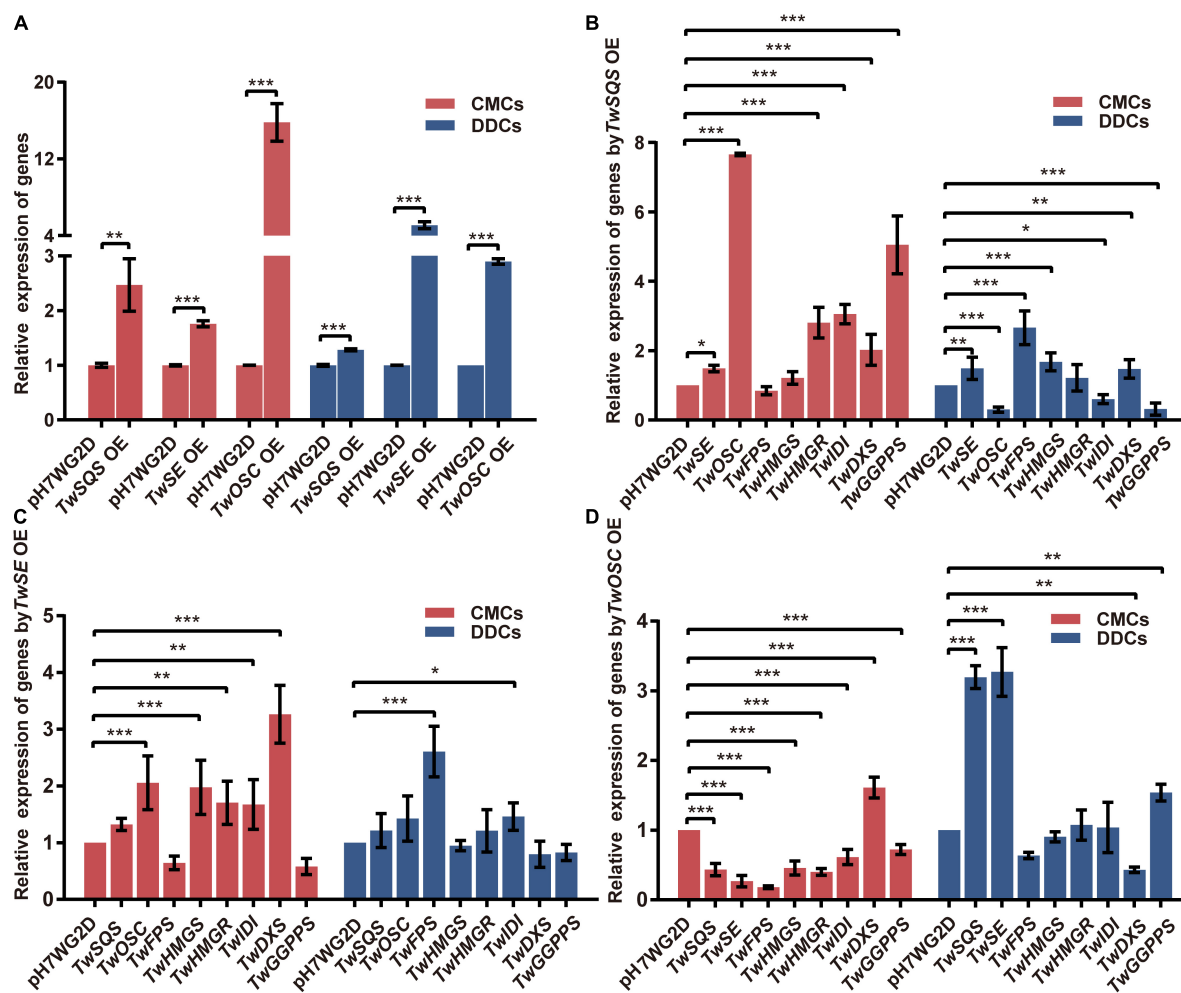 A
Relative expression of genes
20
12
4
3
2
1
0
**
***
***
***
***
***
CMCs
DDCs
pH7WG2D
TwSQS OE
pH7WG2D
TwSE OE
pH7WG2D
TwOSC OE
pH7WG2D
TwSQS OE
pH7WG2D
TwSE OE
pH7WG2D
TwOSC OE
B
Relative expression of genes by TwSQS OE
8
6
4
2
0
***
***
***
***
***
*
CMCs
DDCs
***
**
*
***
***
***
**
pH7WG2D
TwSE
TwOSC
TwFPS
TwHMGS
TwHMGR
TwIDI
TwDXS
TwGGPPS
pH7WG2D
TwSE
TwOSC
TwFPS
TwHMGS
TwHMGR
TwIDI
TwDXS
TwGGPPS
C
Relative expression of genes by TwSE OE
5
4
3
2
1
0
***
**
**
***
***
CMCs
DDCs
*
***
pH7WG2D
TwSQS
TwOSC
TwFPS
TwHMGS
TwHMGR
TwIDI
TwDXS
TwGGPPS
pH7WG2D
TwSQS
TwOSC
TwFPS
TwHMGS
TwHMGR
TwIDI
TwDXS
TwGGPPS
D
Relative expression of genes by TwOSC OE
4
3
2
1
0
***
***
***
***
***
***
***
***
**
**
***
***
CMCs
DDCs
pH7WG2D
TwSQS
TwSE
TwFPS
TwHMGS
TwHMGR
TwIDI
TwDXS
TwGGPPS
pH7WG2D
TwSQS
TwSE
TwFPS
TwHMGS
TwHMGR
TwIDI
TwDXS
TwGGPPS